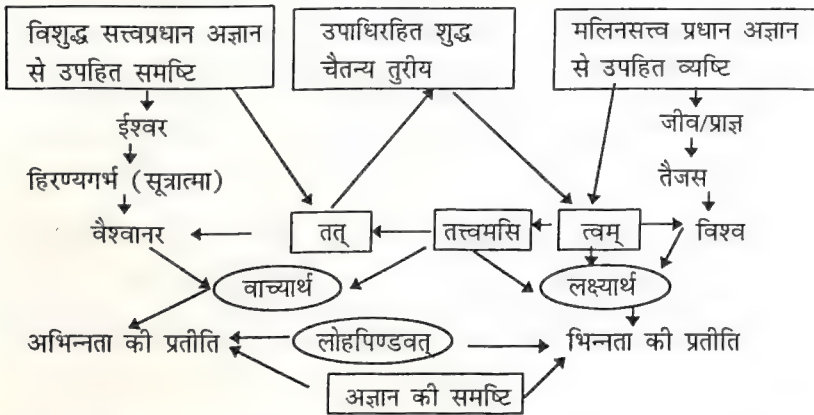 विशुद्ध सत्त्वप्रधान अज्ञान
से उपहित समष्टि
उपाधिरहित शुद्ध
चैतन्य तुरीय
मलिनसत्त्व प्रधान अज्ञान
से उपहित व्यष्टि
ईश्वर
जीव/प्राज्ञ
हिरण्यगर्भ (सूत्रात्मा)
तैजस
वैश्वानर
तत्
तत्त्वमसि
त्वम्
विश्व
वाच्यार्थ
लक्ष्यार्थ
अभिन्नता की प्रतीति
लोहपिण्डवत्
भिन्नता की प्रतीति
अज्ञान की समष्टि